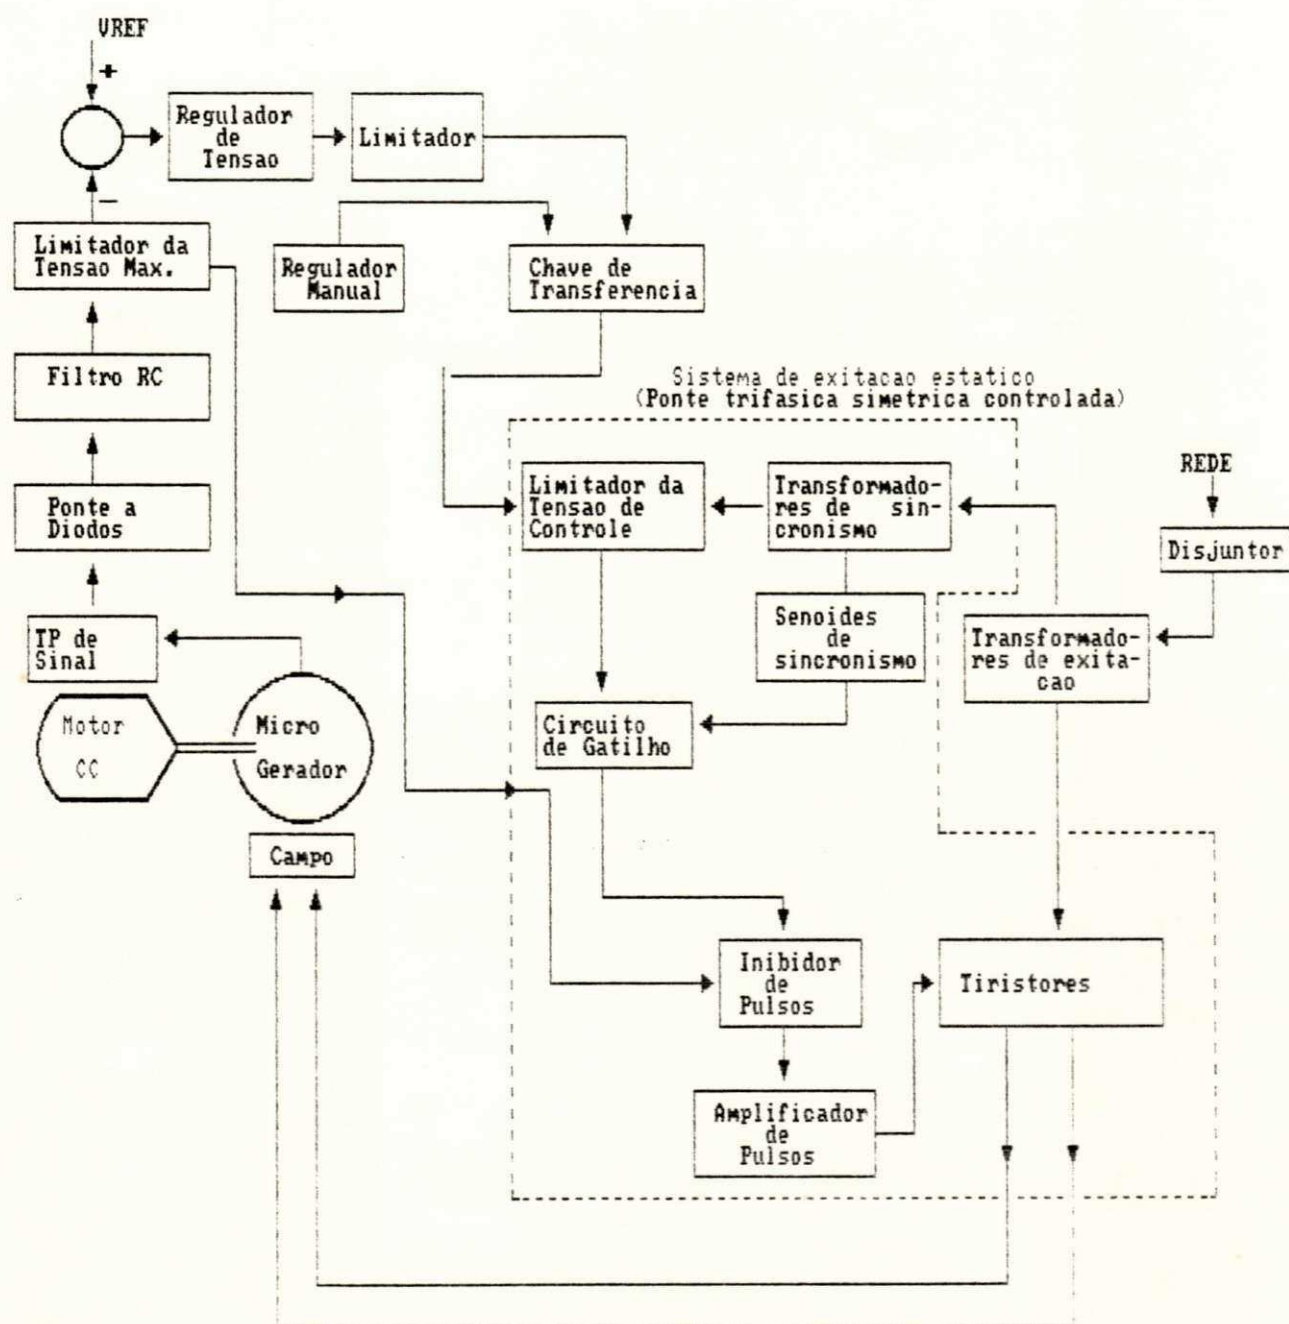 VREF
+
Regulador
de
Tensao
Limitador
−
Limitador da
Tensao Max.
Regulador
Manual
Chave de
Transferencia
Filtro RC
Sistema de exitacao estatico
(Ponte trifasica simetrica controlada)
Ponte a
Diodos
Limitador da
Tensao de
Controle
Transformado-
res de sin-
cronismo
REDE
Disjuntor
TP de
Sinal
Senoides
de
sincronismo
Transformado-
res de exita-
cao
Motor
CC
Micro
Gerador
Circuito
de Gatilho
Campo
Inibidor
de
Pulsos
Tiristores
Amplificador
de
Pulsos